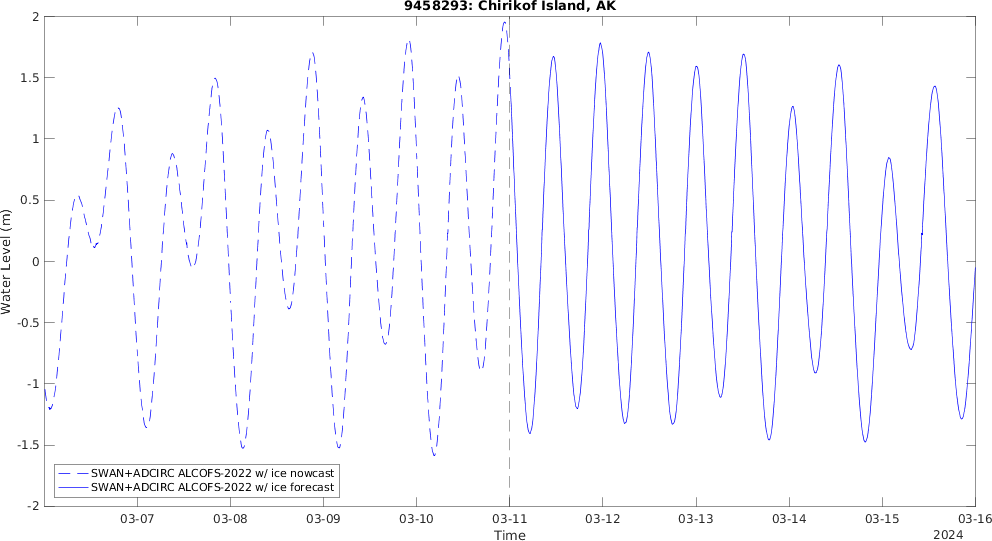 9458293: Chirikof Island, AK
2
1.5
1
0.5
0
-0.5
-1
-1.5
-2
Water Level (m)
SWAN+ADCIRC ALCOFS-2022 w/ ice nowcast
SWAN+ADCIRC ALCOFS-2022 w/ ice forecast
03-07 03-08 03-09 03-10 03-11 03-12 03-13 03-14 03-15 03-16
Time
2024